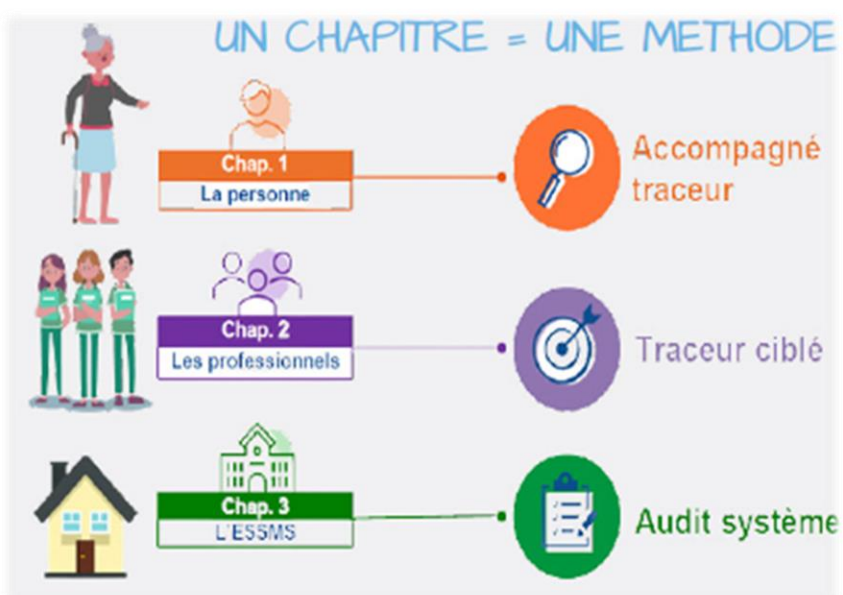 UN CHAPITRE = UNE METHODE
Chap. 1
La personne
Accompagné
traceur
Chap. 2
Les professionnels
Traceur ciblé
Chap. 3
L'ESSMS
Audit système